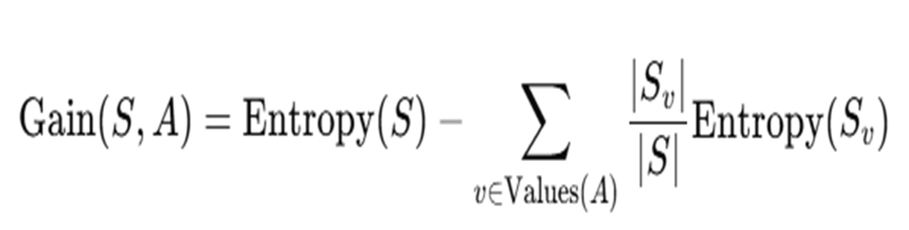 Gain(S, A) = Entropy(S) − ∑_{v∈Values(A)} |S_v|/|S| Entropy(S_v)